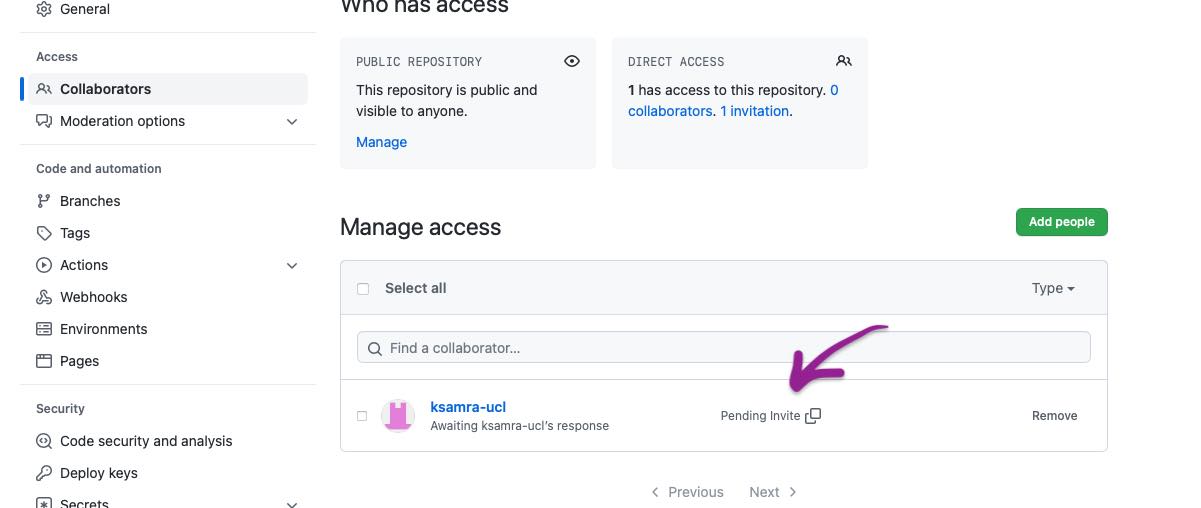 General
Access
Collaborators
Moderation options
Code and automation
Branches
Tags
Actions
Webhooks
Environments
Pages
Security
Code security and analysis
Deploy keys
Secrets
Who has access
PUBLIC REPOSITORY
This repository is public and
visible to anyone.
Manage
DIRECT ACCESS
1 has access to this repository. 0
collaborators. 1 invitation.
Manage access
Add people
Select all
Type
Find a collaborator...
ksamra-ucl
Awaiting ksamra-ucl's response
Pending Invite
Remove
Previous
Next